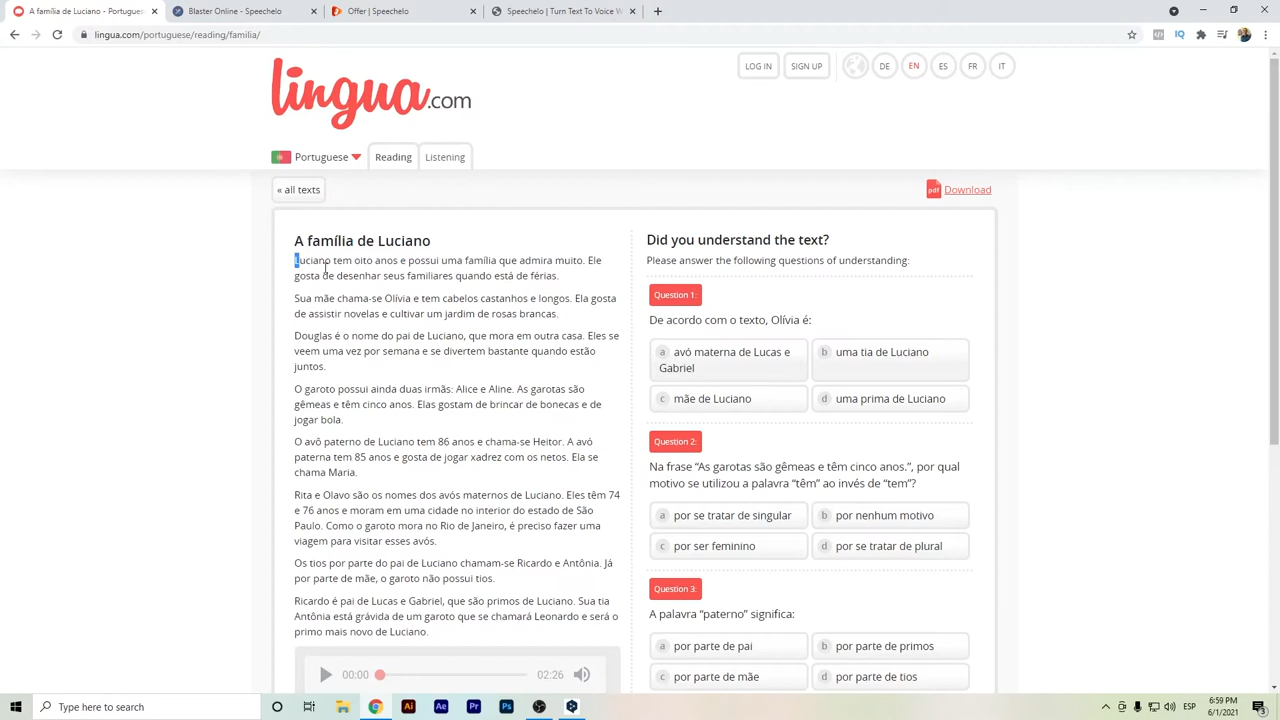 A família de Luciano - Portugues
Blaster Online - Speechelo
Offer | Speechelo
Speechelo | Turn Text To Voice W
lingua.com/portuguese/reading/familia/
lingua.com
LOG IN
SIGN UP
DE
EN
ES
FR
IT
Portuguese
Reading
Listening
« all texts
pdf
Download
A família de Luciano
Luciano tem oito anos e possui uma família que admira muito. Ele
gosta de desenhar seus familiares quando está de férias.
Sua mãe chama-se Olívia e tem cabelos castanhos e longos. Ela gosta
de assistir novelas e cultivar um jardim de rosas brancas.
Douglas é o nome do pai de Luciano, que mora em outra casa. Eles se
veem uma vez por semana e se divertem bastante quando estão
juntos.
O garoto possui ainda duas irmãs: Alice e Aline. As garotas são
gêmeas e têm cinco anos. Elas gostam de brincar de bonecas e de
jogar bola.
O avô paterno de Luciano tem 86 anos e chama-se Heitor. A avó
paterna tem 85 anos e gosta de jogar xadrez com os netos. Ela se
chama Maria.
Rita e Olavo são os nomes dos avós maternos de Luciano. Eles têm 74
e 76 anos e moram em uma cidade no interior do estado de São
Paulo. Como o garoto mora no Rio de Janeiro, é preciso fazer uma
viagem para visitar esses avós.
Os tios por parte do pai de Luciano chamam-se Ricardo e Antônia. Já
por parte de mãe, o garoto não possui tios.
Ricardo é pai de Lucas e Gabriel, que são primos de Luciano. Sua tia
Antônia está grávida de um garoto que se chamará Leonardo e será o
primo mais novo de Luciano.
00:00
02:26
Did you understand the text?
Please answer the following questions of understanding:
Question 1:
De acordo com o texto, Olívia é:
a avó materna de Lucas e
Gabriel
b uma tia de Luciano
c mãe de Luciano
d uma prima de Luciano
Question 2:
Na frase “As garotas são gêmeas e têm cinco anos.”, por qual
motivo se utilizou a palavra “têm” ao invés de “tem”?
a por se tratar de singular
b por nenhum motivo
c por ser feminino
d por se tratar de plural
Question 3:
A palavra “paterno” significa:
a por parte de pai
b por parte de primos
c por parte de mãe
d por parte de tios
Type here to search
Ai
Ae
Pr
Ps
ESP
6:59 PM
6/1/2021
3